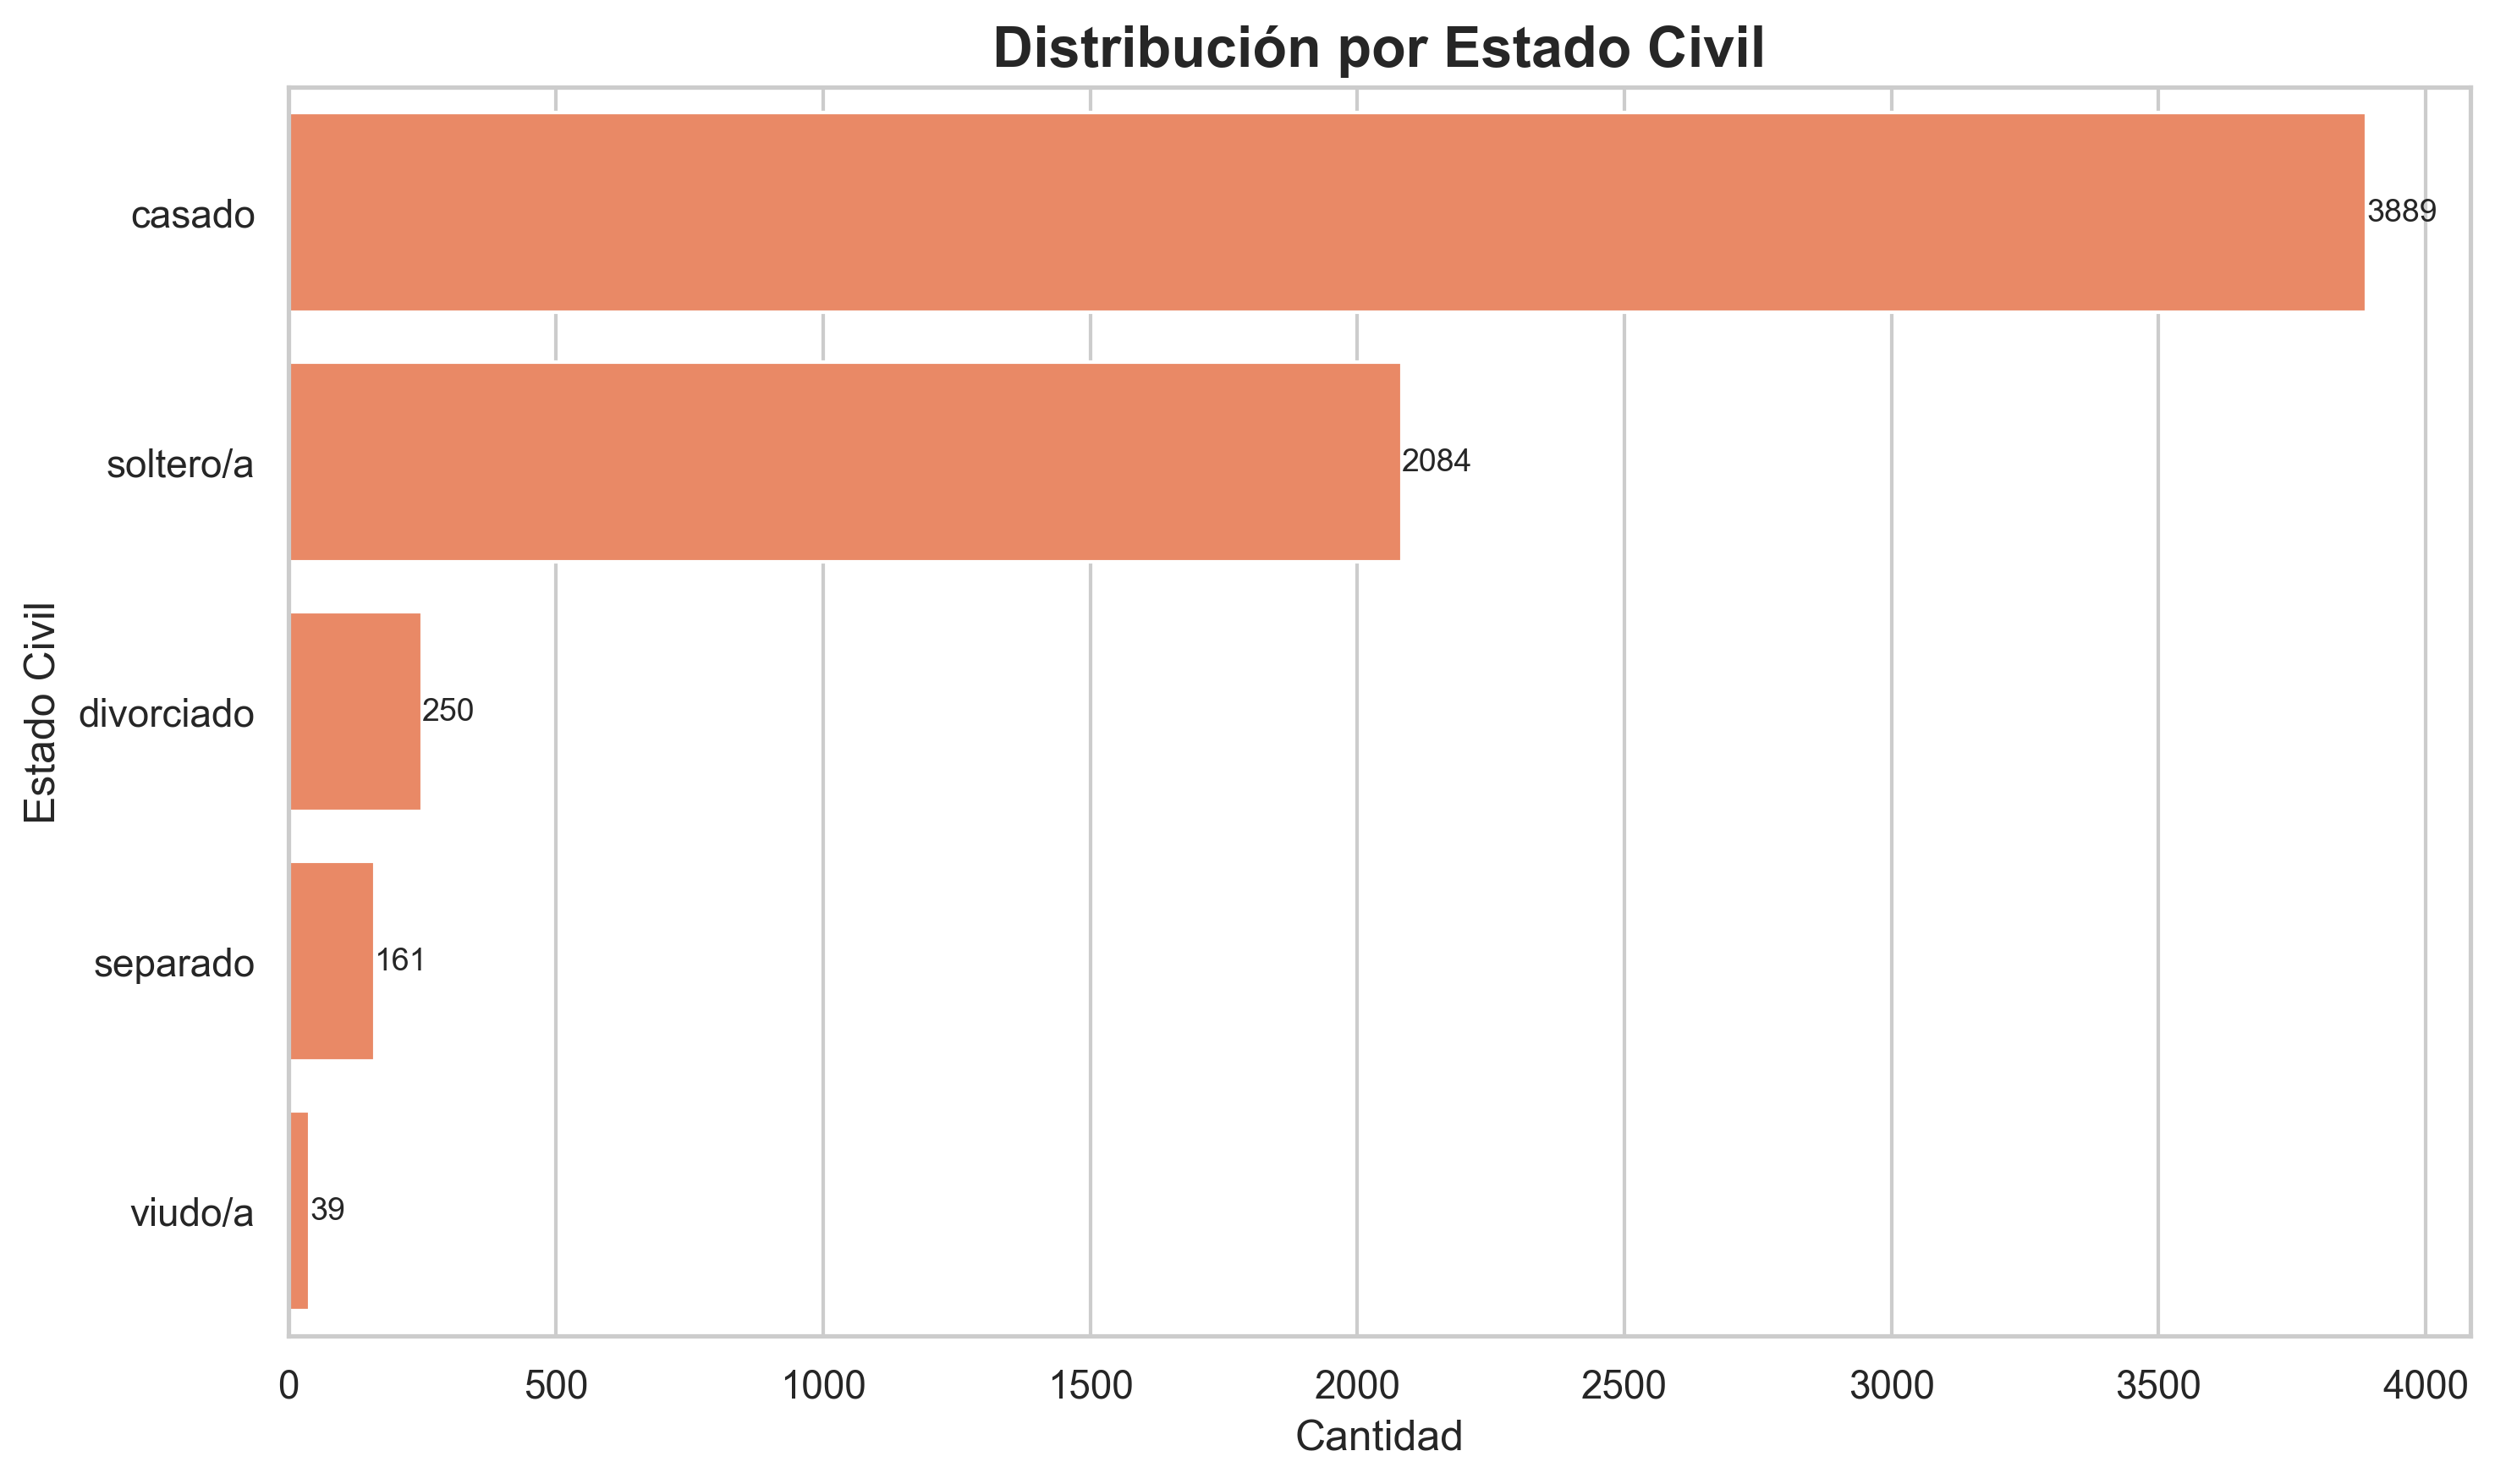 Distribución por Estado Civil
Estado Civil
casado
3889
soltero/a
2084
divorciado
250
separado
161
viudo/a
39
0 500 1000 1500 2000 2500 3000 3500 4000
Cantidad